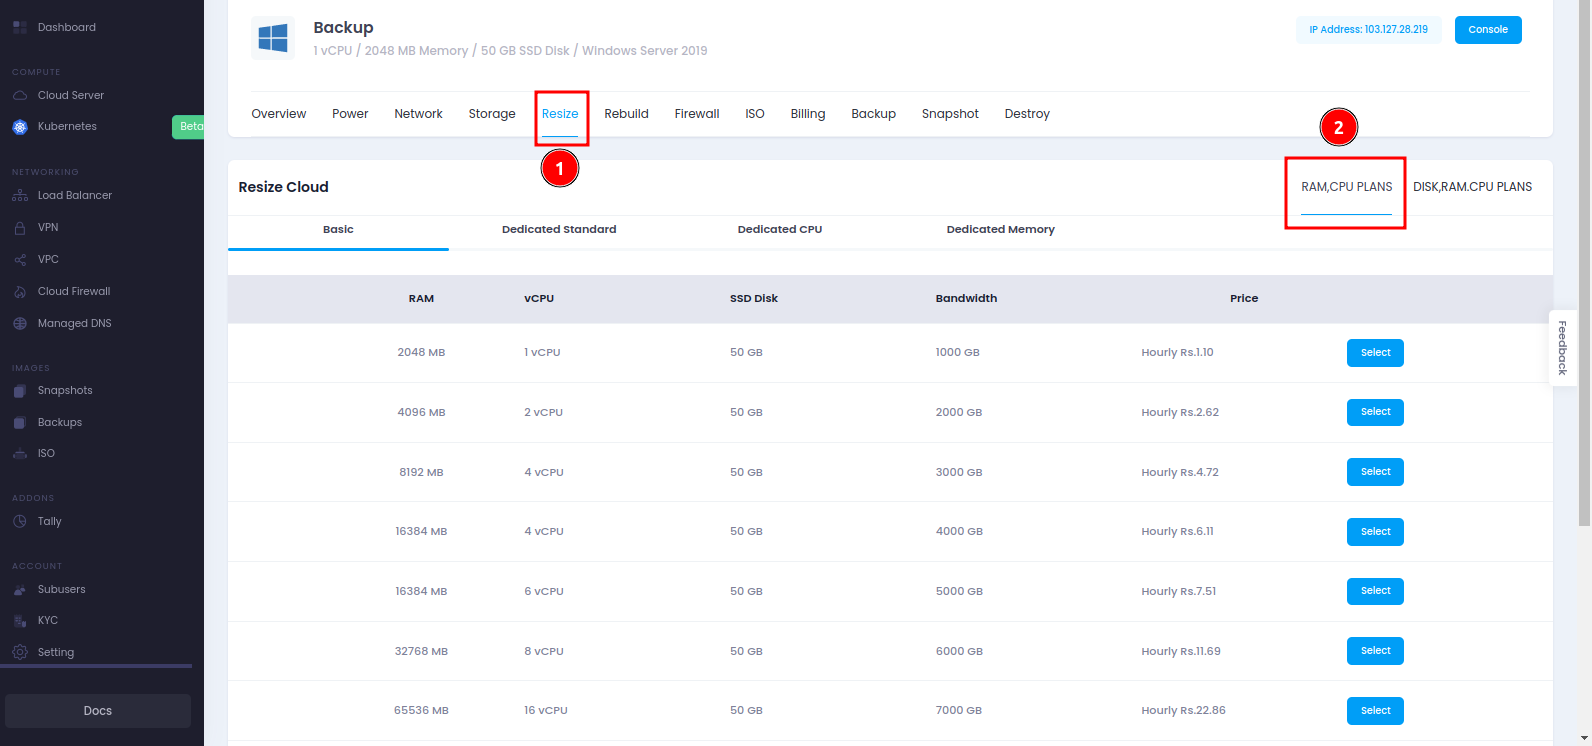 Dashboard
COMPUTE
Cloud Server
Kubernetes
Beta
NETWORKING
Load Balancer
VPN
VPC
Cloud Firewall
Managed DNS
IMAGES
Snapshots
Backups
ISO
ADDONS
Tally
ACCOUNT
Subusers
KYC
Setting
Docs
Backup
1 vCPU / 2048 MB Memory / 50 GB SSD Disk / Windows Server 2019
IP Address: 103.127.28.219
Console
Overview Power Network Storage Resize Rebuild Firewall ISO Billing Backup Snapshot Destroy
1
2
Resize Cloud
RAM,CPU PLANS DISK,RAM.CPU PLANS
Basic Dedicated Standard Dedicated CPU Dedicated Memory
RAM vCPU SSD Disk Bandwidth Price
2048 MB 1 vCPU 50 GB 1000 GB Hourly Rs.1.10 Select
4096 MB 2 vCPU 50 GB 2000 GB Hourly Rs.2.62 Select
8192 MB 4 vCPU 50 GB 3000 GB Hourly Rs.4.72 Select
16384 MB 4 vCPU 50 GB 4000 GB Hourly Rs.6.11 Select
16384 MB 6 vCPU 50 GB 5000 GB Hourly Rs.7.51 Select
32768 MB 8 vCPU 50 GB 6000 GB Hourly Rs.11.69 Select
65536 MB 16 vCPU 50 GB 7000 GB Hourly Rs.22.86 Select
Feedback